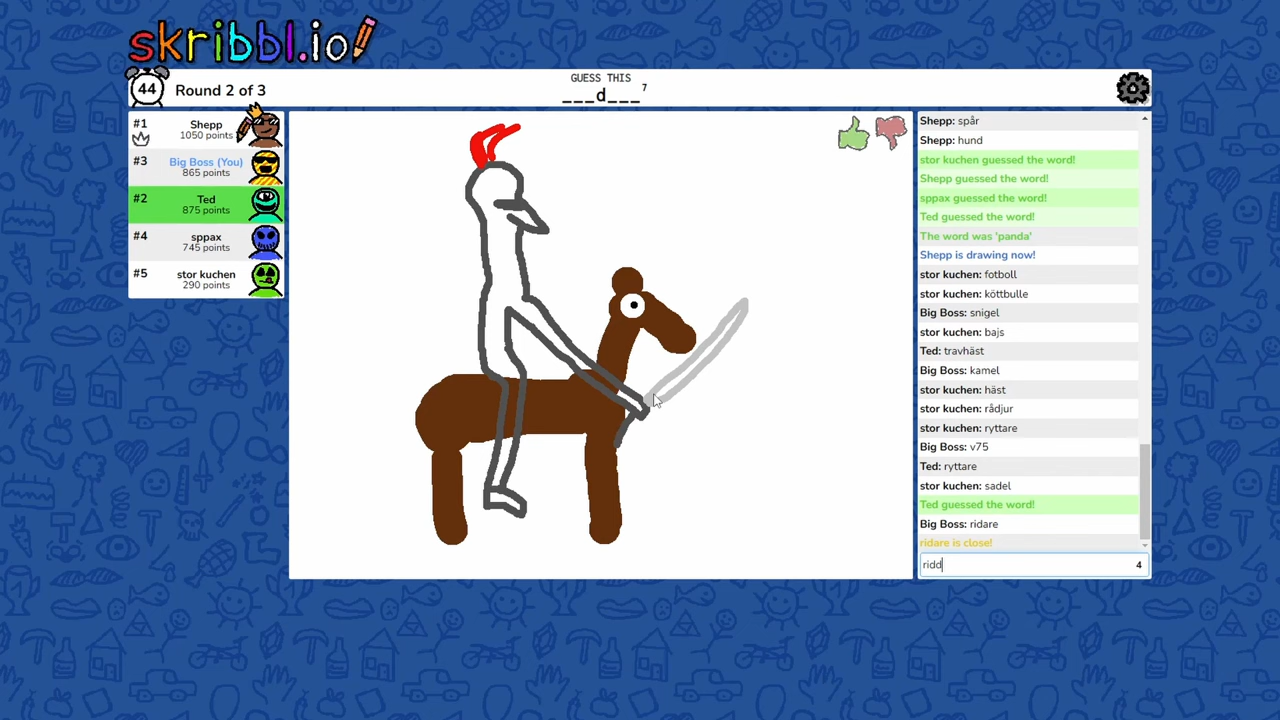 skribbl.io
44
Round 2 of 3
GUESS THIS
___d___ 7
#1
Shepp
1050 points
#3
Big Boss (You)
865 points
#2
Ted
875 points
#4
sppax
745 points
#5
stor kuchen
290 points
Shepp: spår
Shepp: hund
stor kuchen guessed the word!
Shepp guessed the word!
sppax guessed the word!
Ted guessed the word!
The word was 'panda'
Shepp is drawing now!
stor kuchen: fotboll
stor kuchen: köttbulle
Big Boss: snigel
stor kuchen: bajs
Ted: travhäst
Big Boss: kamel
stor kuchen: häst
stor kuchen: rådjur
stor kuchen: ryttare
Big Boss: v75
Ted: ryttare
stor kuchen: sadel
Ted guessed the word!
Big Boss: ridare
ridare is close!
ridd
4